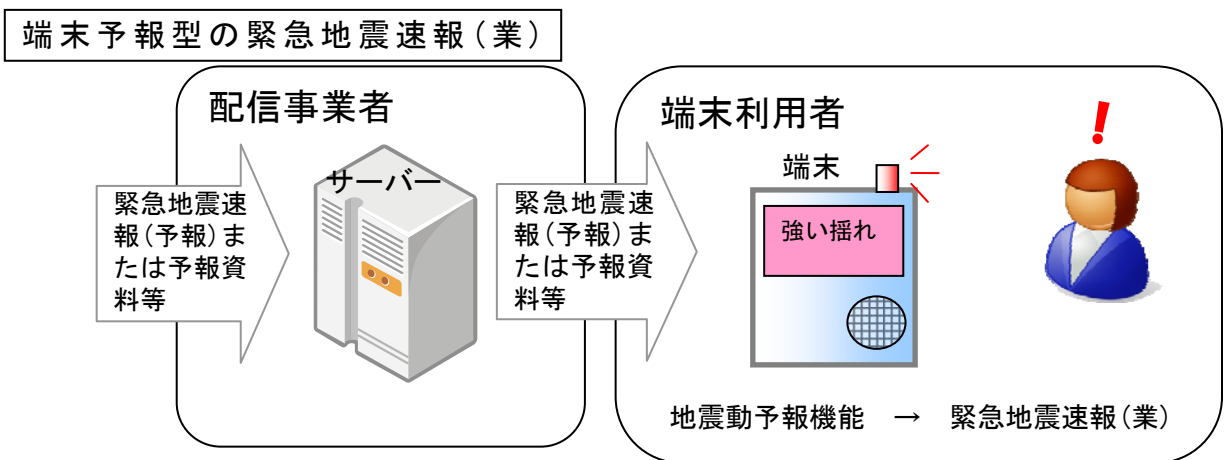 端末予報型の緊急地震速報(業)
配信事業者
サーバー
緊急地震速
報(予報)ま
たは予報資
料等
緊急地震速
報(予報)ま
たは予報資
料等
端末利用者
端末
強い揺れ
!
地震動予報機能 → 緊急地震速報(業)